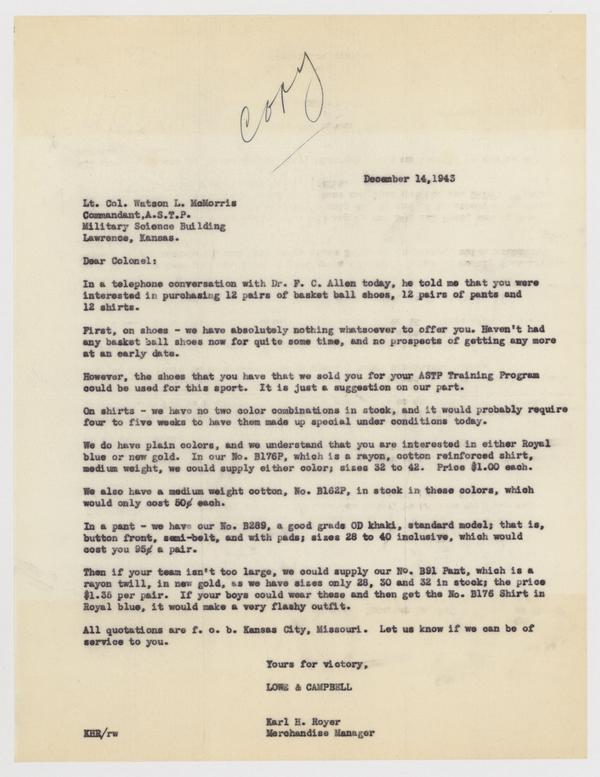 Copy
December 14,1943
Lt. Col. Watson L. McMorris
Commandant,A.S.T.P.
Military Science Building
Lawrence, Kansas.
Dear Colonel:
In a telephone conversation with Dr. F. C. Allen today, he told me that you were
interested in purchasing 12 pairs of basket ball shoes, 12 pairs of pants and
12 shirts.
First, on shoes - we have absolutely nothing whatsoever to offer you. Haven't had
any basket ball shoes now for quite some time, and no prospects of getting any more
at an early date.
However, the shoes that you have that we sold you for your ASTP Training Program
could be used for this sport. It is just a suggestion on our part.
On shirts - we have no two color combinations in stock, and it would probably require
four to five weeks to have them made up special under conditions today.
We do have plain colors, and we understand that you are interested in either Royal
blue or new gold. In our No. B176P, which is a rayon, cotton reinforced shirt,
medium weight, we could supply either color; sizes 32 to 42. Price $1.00 each.
We also have a medium weight cotton, No. B162P, in stock in these colors, which
would only cost 50¢ each.
In a pant - we have our No. B289, a good grade OD khaki, standard model; that is,
button front, semi-belt, and with pads; sizes 28 to 40 inclusive, which would
cost you 95¢ a pair.
Then if your team isn't too large, we could supply our No. B91 Pant, which is a
rayon twill, in new gold, as we have sizes only 28, 30 and 32 in stock; the price
$1.35 per pair. If your boys could wear these and then get the No. B176 Shirt in
Royal blue, it would make a very flashy outfit.
All quotations are f. o. b. Kansas City, Missouri. Let us know if we can be of
service to you.
Yours for victory,
LOWE & CAMPBELL
Karl H. Royer
KHR/rw Merchandise Manager